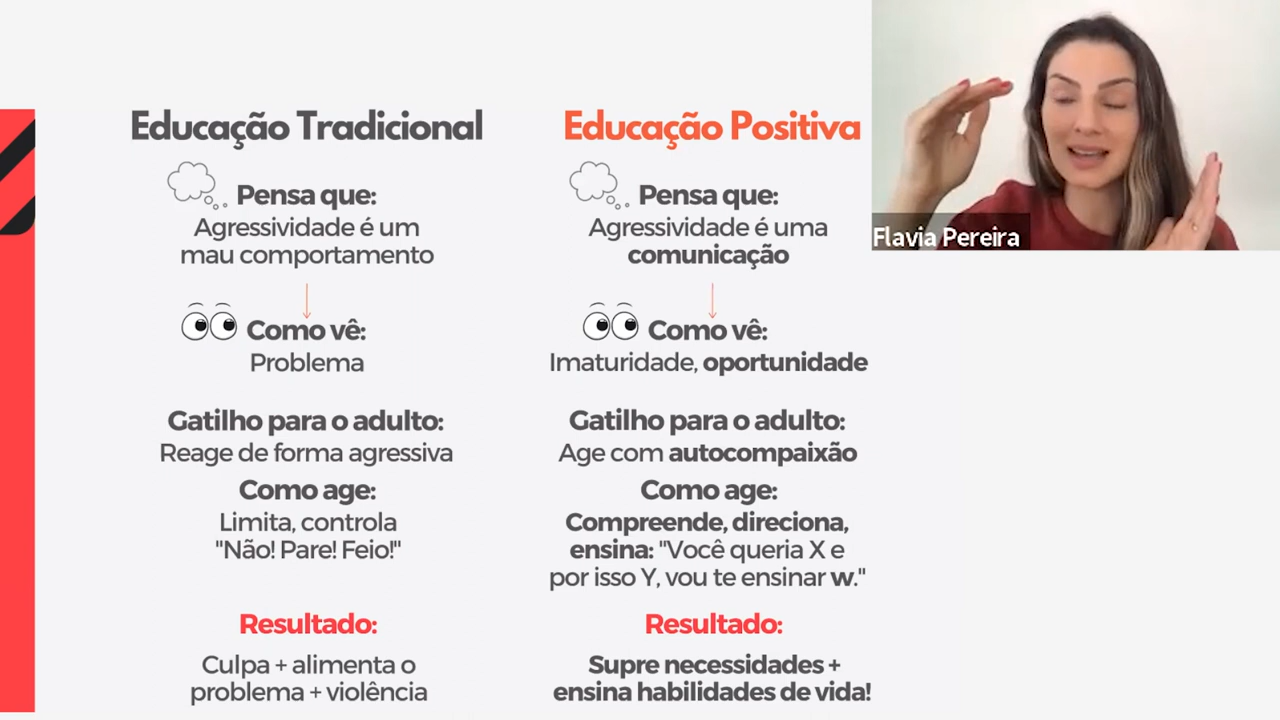 Educação Tradicional
Pensa que:
Agressividade é um
mau comportamento
Como vê:
Problema
Gatilho para o adulto:
Reage de forma agressiva
Como age:
Limita, controla
"Não! Pare! Feio!"
Resultado:
Culpa + alimenta o
problema + violência
Educação Positiva
Pensa que:
Agressividade é uma
comunicação
Como vê:
Imaturidade, oportunidade
Gatilho para o adulto:
Age com autocompaixão
Como age:
Compreende, direciona,
ensina: "Você queria X e
por isso Y, vou te ensinar w."
Resultado:
Supre necessidades +
ensina habilidades de vida!
Flavia Pereira